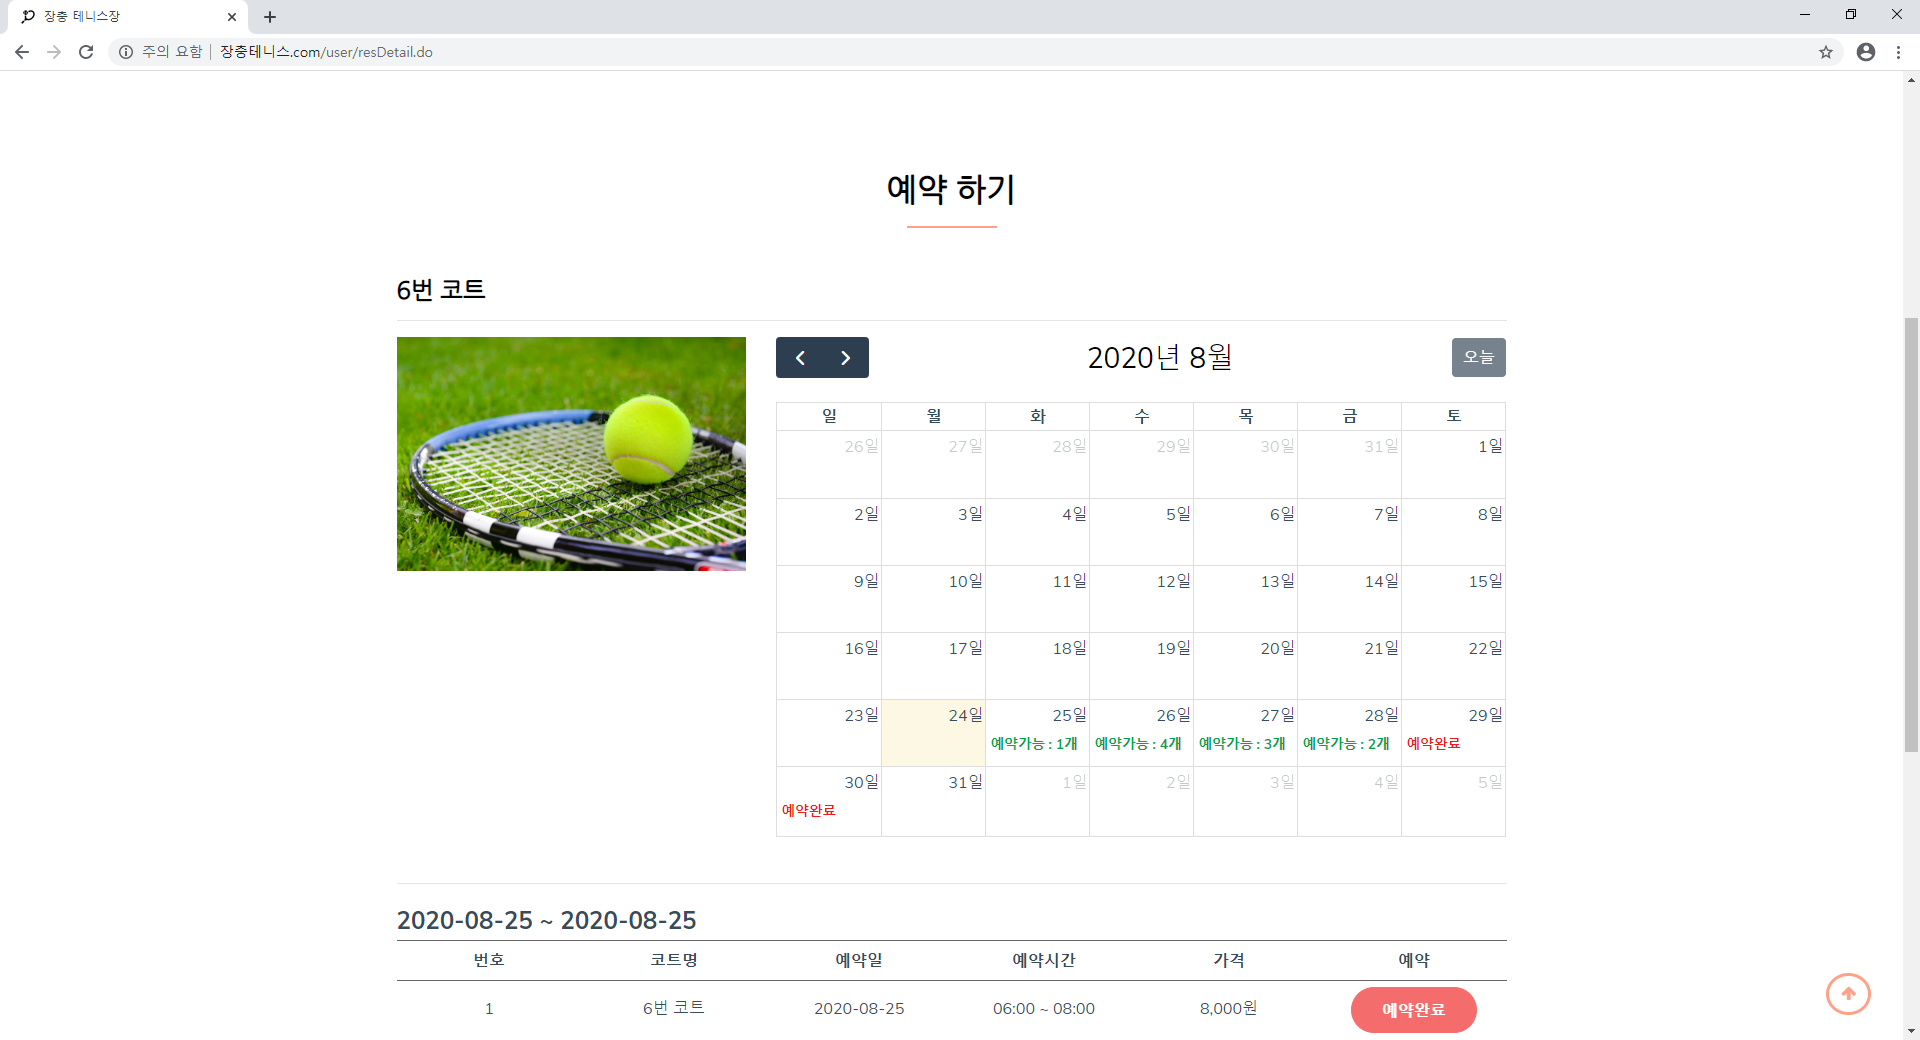 장충 테니스장
주의 요함 | 장충테니스.com/user/resDetail.do
예약 하기
6번 코트
2020년 8월
오늘
일 월 화 수 목 금 토
26일 27일 28일 29일 30일 31일 1일
2일 3일 4일 5일 6일 7일 8일
9일 10일 11일 12일 13일 14일 15일
16일 17일 18일 19일 20일 21일 22일
23일 24일 25일 26일 27일 28일 29일
예약가능 : 1개 예약가능 : 4개 예약가능 : 3개 예약가능 : 2개 예약완료
30일 31일 1일 2일 3일 4일 5일
예약완료
2020-08-25 ~ 2020-08-25
번호 코트명 예약일 예약시간 가격 예약
1 6번 코트 2020-08-25 06:00 ~ 08:00 8,000원 예약완료